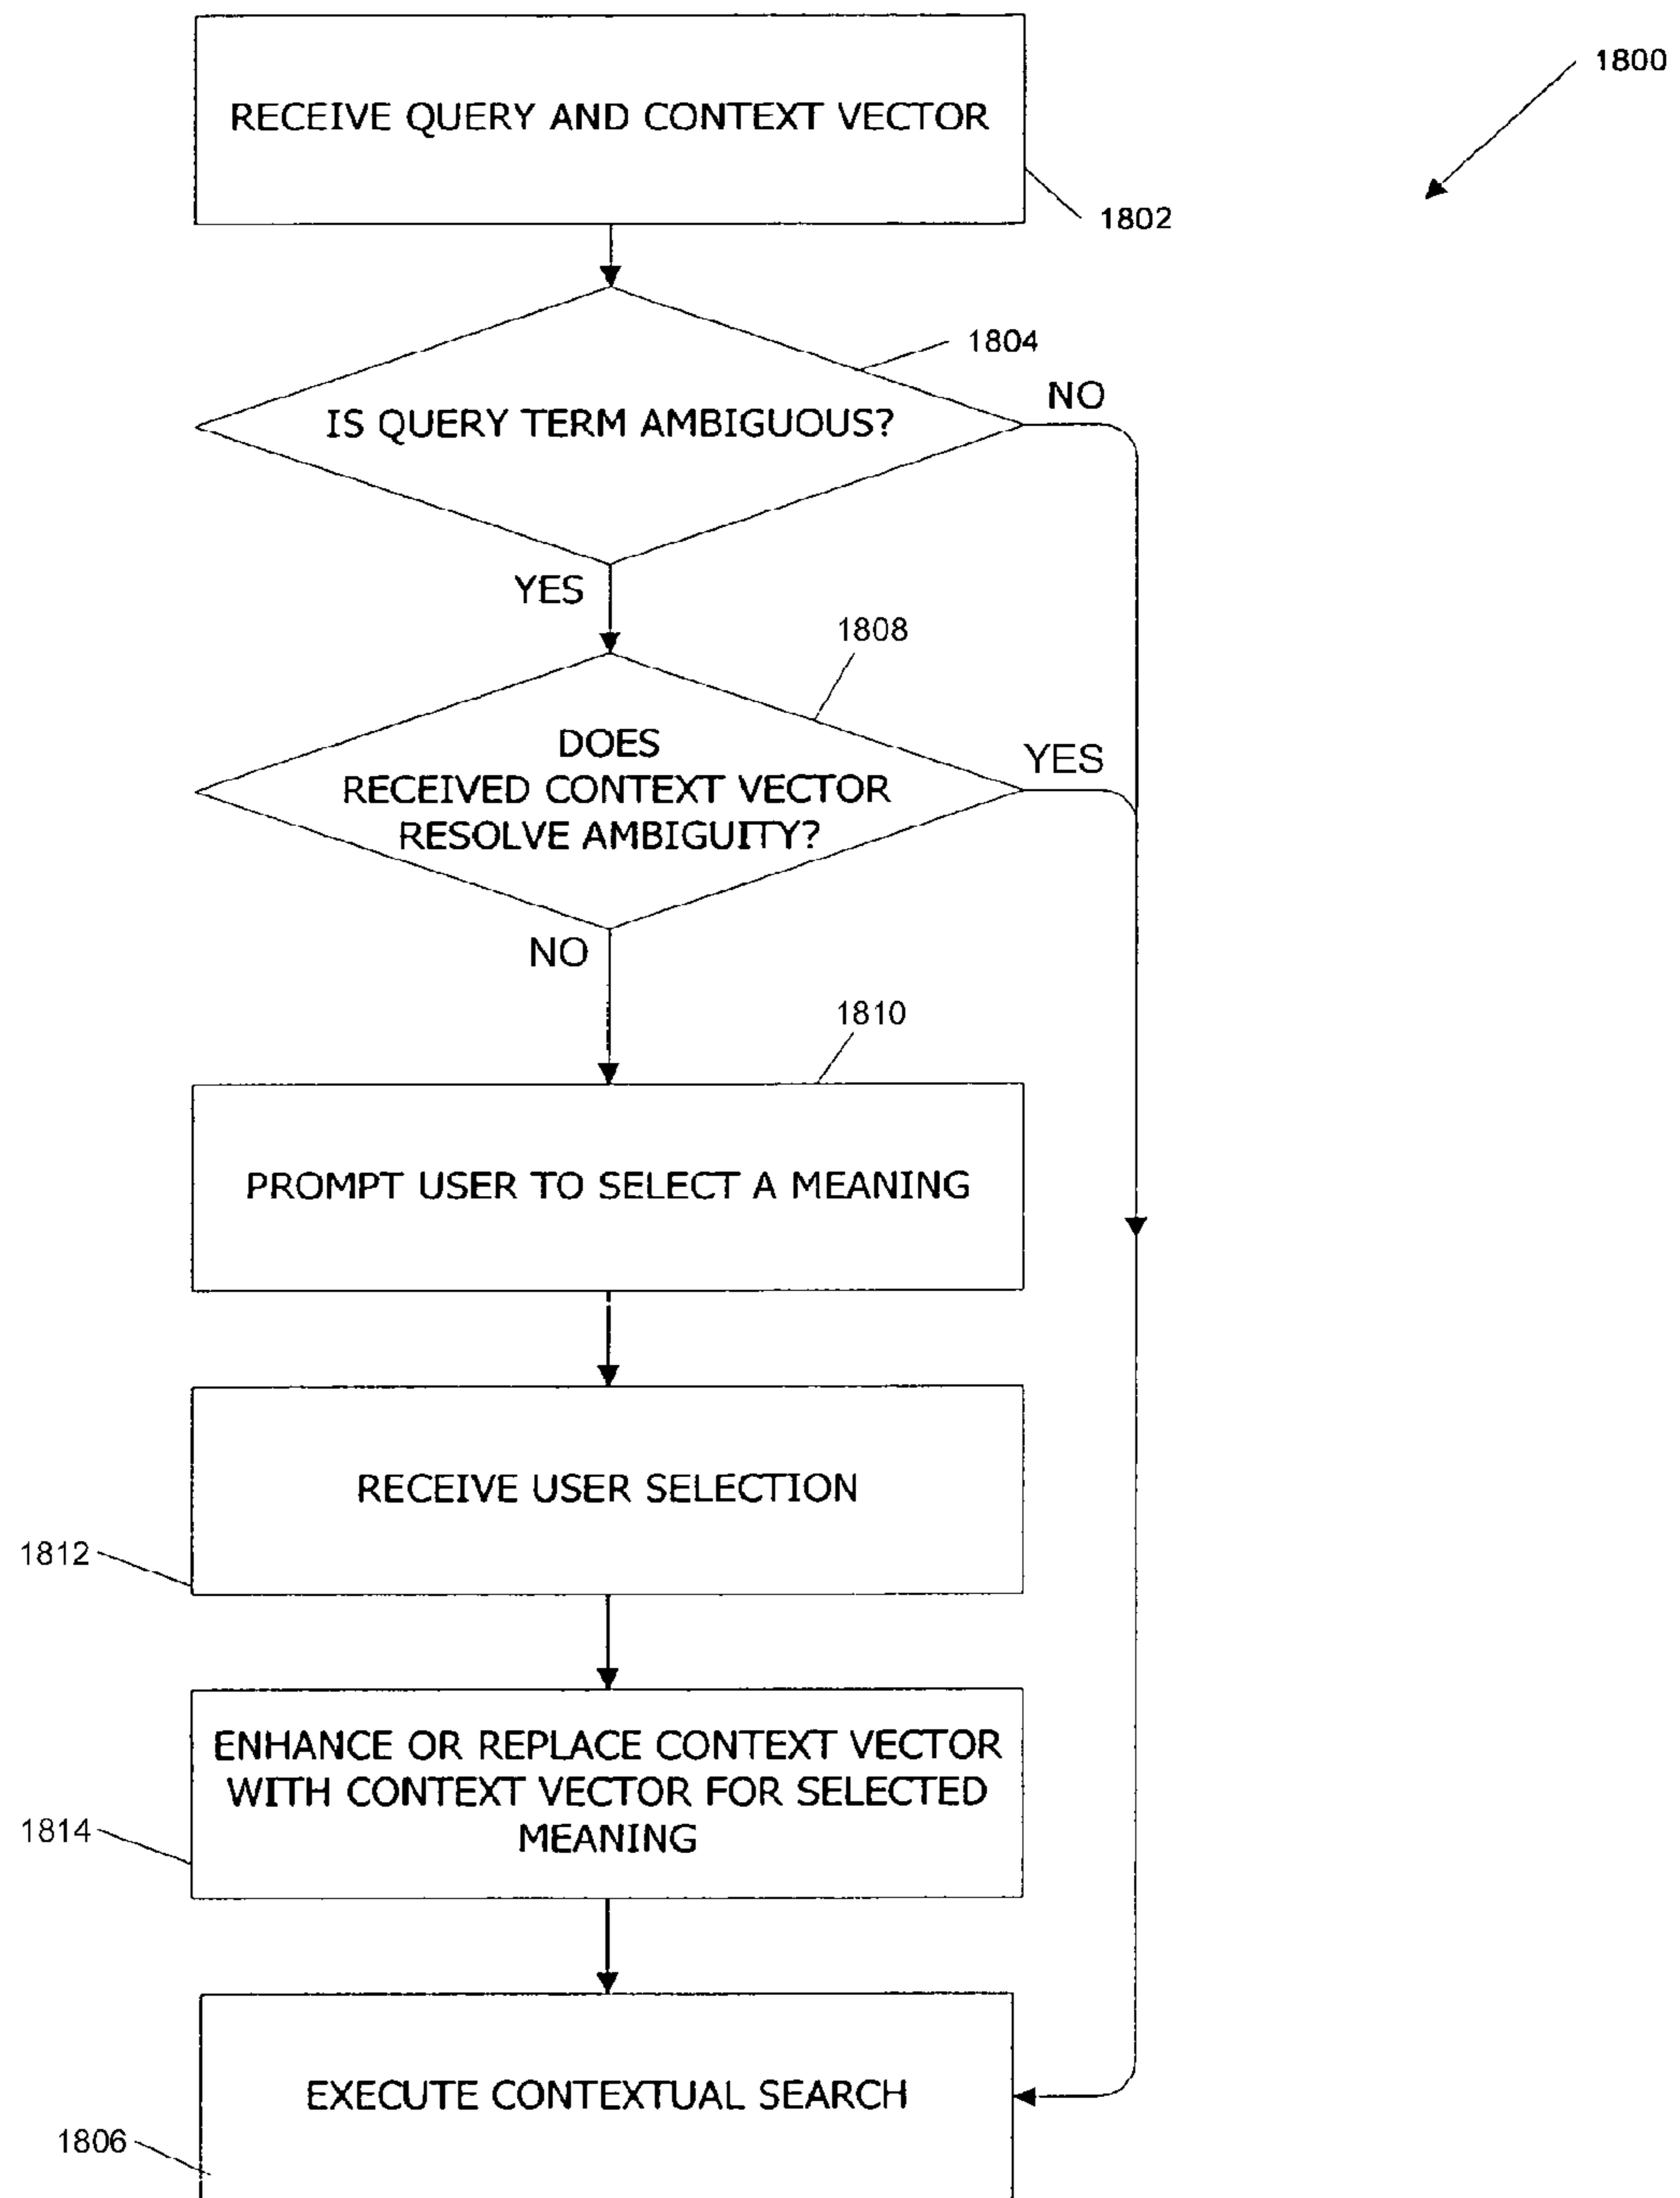 1800
RECEIVE QUERY AND CONTEXT VECTOR
1802
1804
NO
IS QUERY TERM AMBIGUOUS?
YES
1808
DOES
RECEIVED CONTEXT VECTOR
RESOLVE AMBIGUITY?
YES
NO
1810
PROMPT USER TO SELECT A MEANING
RECEIVE USER SELECTION
1812
ENHANCE OR REPLACE CONTEXT VECTOR
WITH CONTEXT VECTOR FOR SELECTED
MEANING
1814
EXECUTE CONTEXTUAL SEARCH
1806